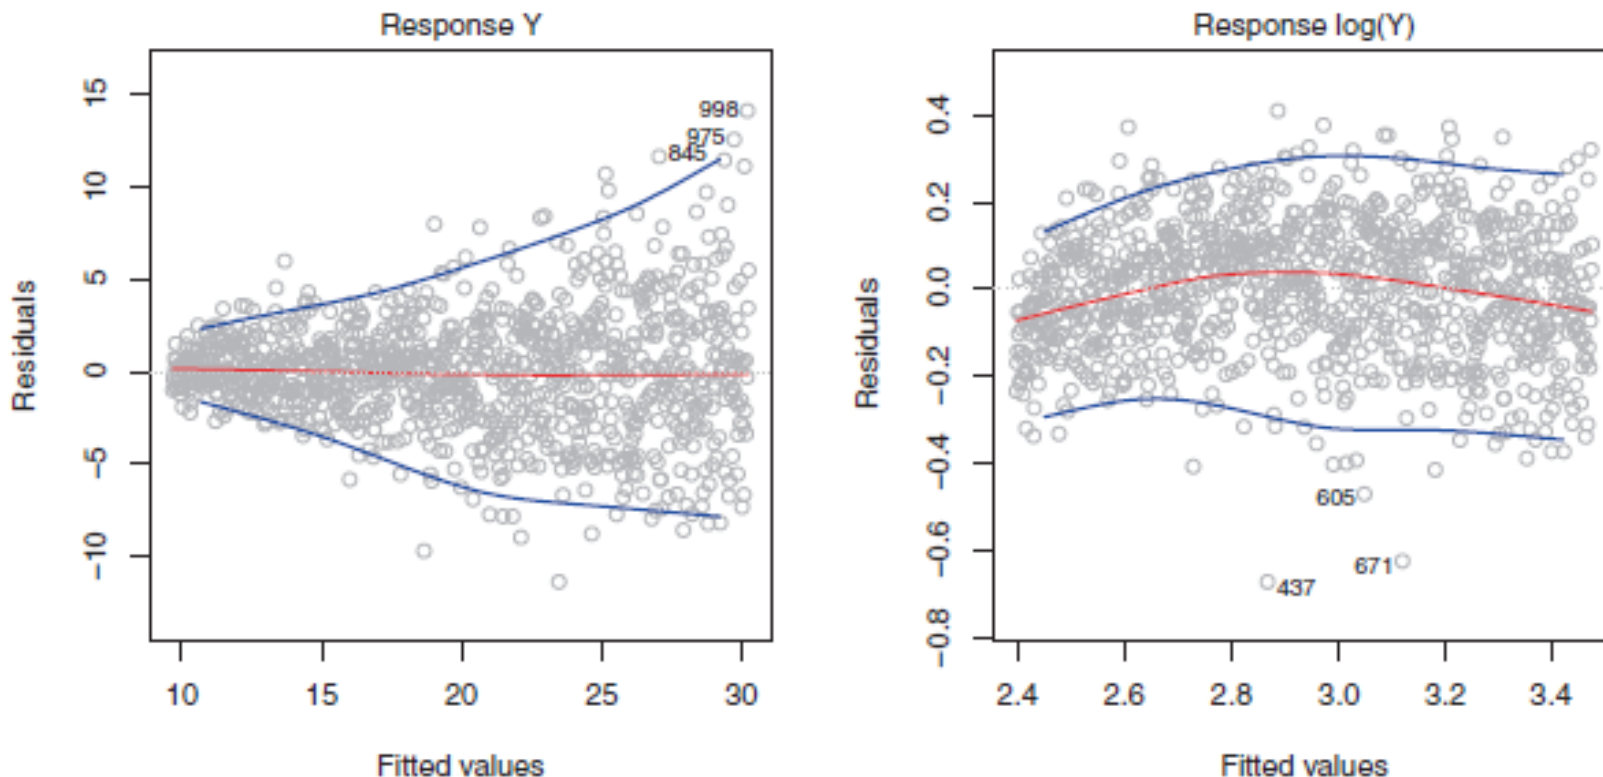 Response Y
Residuals
15
10
5
0
−5
−10
998
975
845
10 15 20 25 30
Fitted values
Response log(Y)
Residuals
0.4
0.2
0.0
−0.2
−0.4
−0.6
−0.8
605
671
437
2.4 2.6 2.8 3.0 3.2 3.4
Fitted values